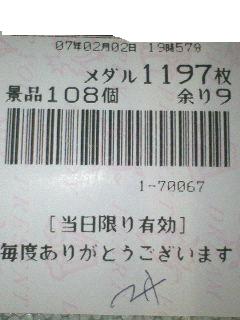 07年02月02日 19時57分
メダル1197枚
景品108個 余り9
1-70067
[当日限り有効]
毎度ありがとうございます